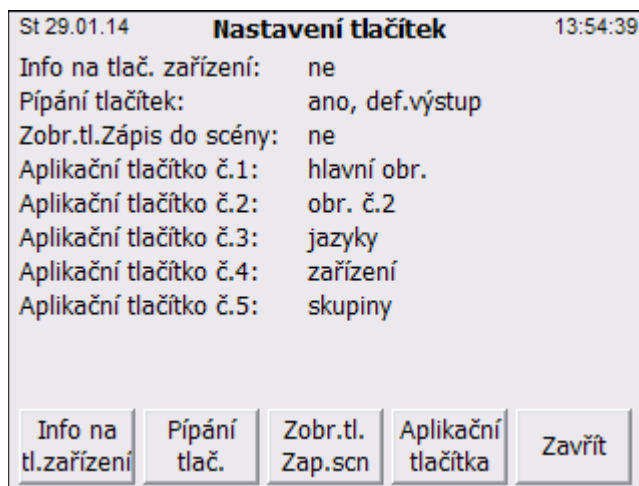 St 29.01.14 Nastavení tlačítek 13:54:39
Info na tlač. zařízení: ne
Pípání tlačítek: ano, def.výstup
Zobr.tl.Zápis do scény: ne
Aplikační tlačítko č.1: hlavní obr.
Aplikační tlačítko č.2: obr. č.2
Aplikační tlačítko č.3: jazyky
Aplikační tlačítko č.4: zařízení
Aplikační tlačítko č.5: skupiny
Info na
tl.zařízení
Pípání
tlač.
Zobr.tl.
Zap.scn
Aplikační
tlačítka
Zavřít